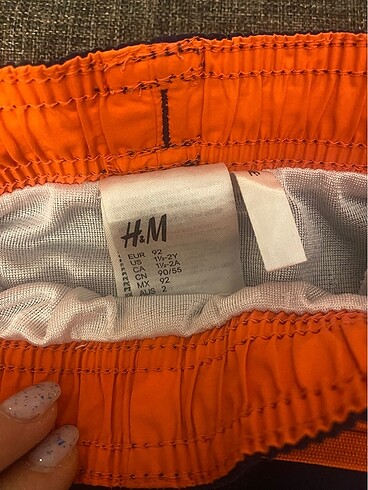 H&M
EUR 92
US 1½-2Y
CA 1½-2A
CN 90/55
MX 92
AUS 2